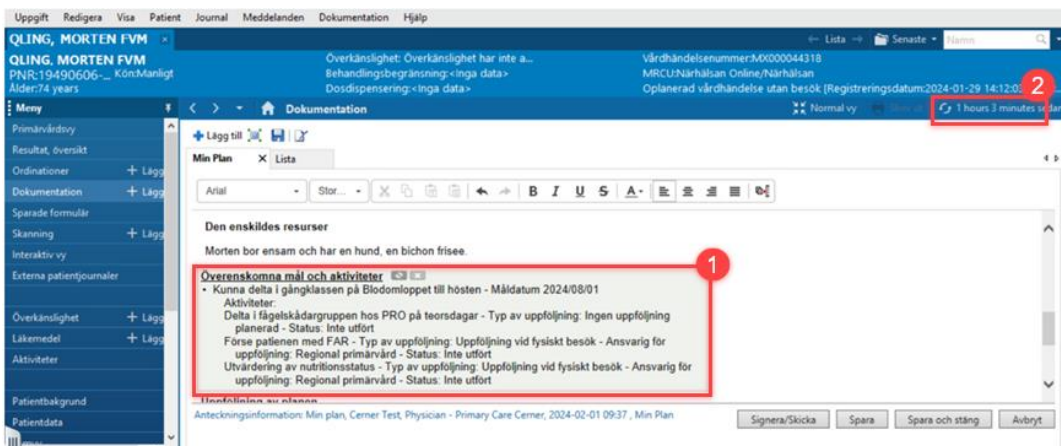 Uppgift Redigera Visa Patient Journal Meddelanden Dokumentation Hjälp
QLING, MORTEN FVM
Lista Senaste Namn
QLING, MORTEN FVM
PNR:19490606-_ Kön:Manligt
Ålder:74 years
Överkänslighet: Överkänslighet har inte a...
Behandlingsbegränsning:<Inga data>
Dosdispensering:<Inga data>
Vårdhändelsenummer:MX000044318
MRCU:Närhälsan Online/Närhälsan
Oplanerad vårdhändelse utan besök [Registreringsdatum:2024-01-29 14:12:03
2
Meny
Dokumentation
Normal vy
1 hours 3 minutes sedan
Primärvårdsvy
Resultat, översikt
Ordinationer + Lägg
Dokumentation + Lägg
Sparade formulär
Skanning + Lägg
Interaktiv vy
Externa patientjournaler
Överkänslighet + Lägg
Läkemedel + Lägg
Aktiviteter
Patientbakgrund
Patientdata
Lägg till
Min Plan X Lista
Arial Stor... B I U S A
Den enskildes resurser
Morten bor ensam och har en hund, en bichon frisee.
1
Överenskomna mål och aktiviteter
• Kunna delta i gångklassen på Blodomloppet till hösten - Måldatum 2024/08/01
Aktiviteter:
Delta i fågelskådargruppen hos PRO på teorsdagar - Typ av uppföljning: Ingen uppföljning
planerad - Status: Inte utfört
Förse patienen med FAR - Typ av uppföljning: Uppföljning vid fysiskt besök - Ansvarig för
uppföljning: Regional primärvård - Status: Inte utfört
Utvärdering av nutritionsstatus - Typ av uppföljning: Uppföljning vid fysiskt besök - Ansvarig för
uppföljning: Regional primärvård - Status: Inte utfört
Uppföljning av planen
Anteckningsinformation: Min plan, Cerner Test, Physician - Primary Care Cerner, 2024-02-01 09:37 , Min Plan
Signera/Skicka Spara Spara och stäng Avbryt